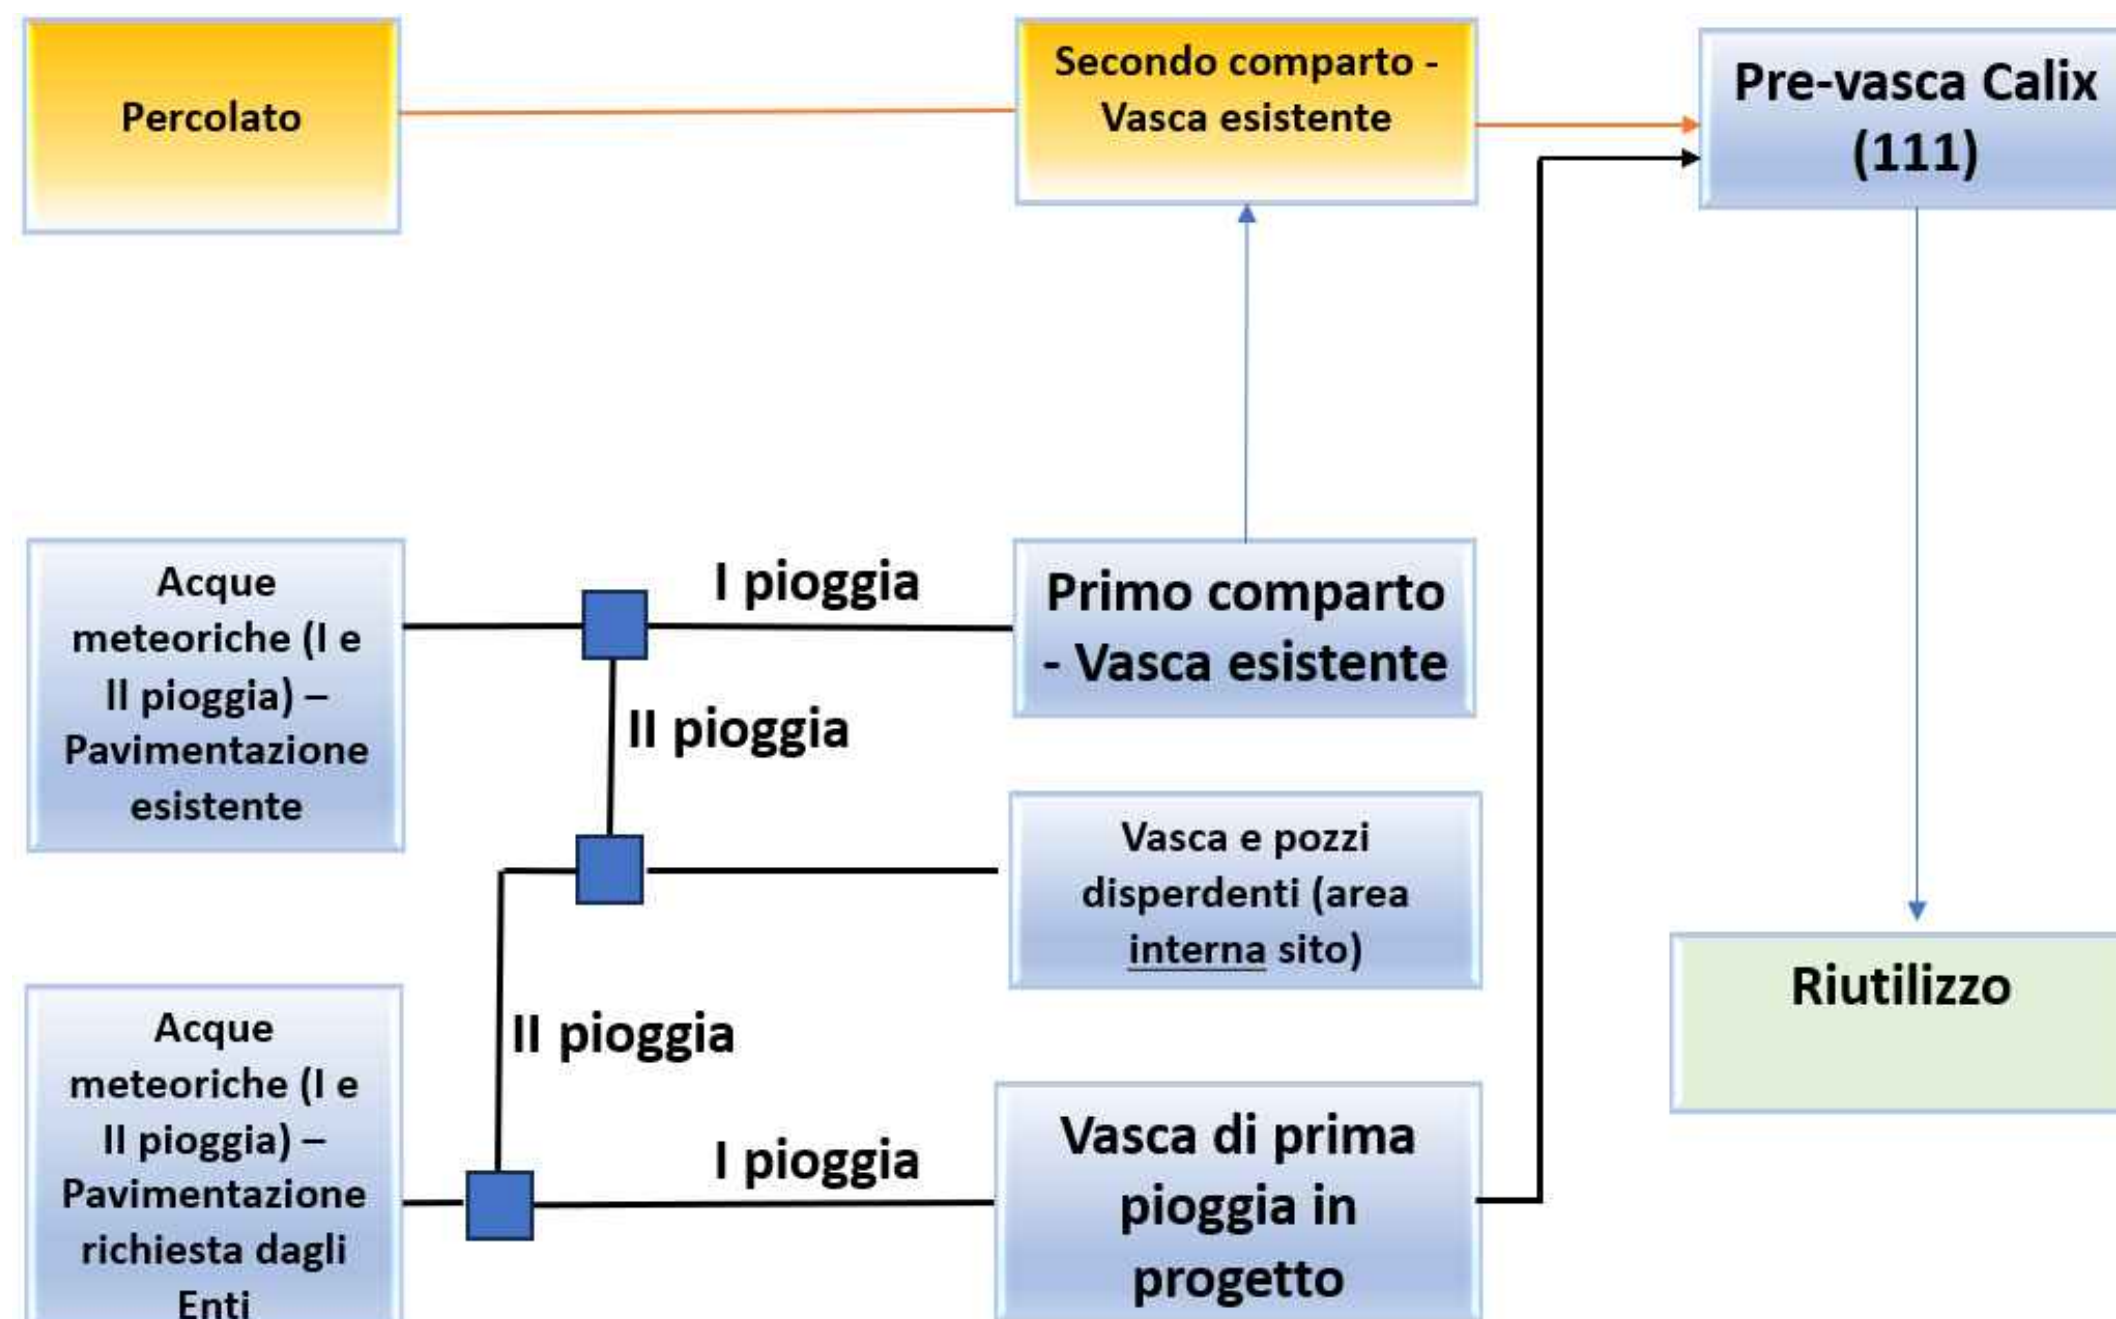 Percolato
Secondo comparto -
Vasca esistente
Pre-vasca Calix
(111)
Acque
meteoriche (I e
II pioggia) –
Pavimentazione
esistente
I pioggia
II pioggia
Primo comparto
- Vasca esistente
Vasca e pozzi
disperdenti (area
interna sito)
Riutilizzo
Acque
meteoriche (I e
II pioggia) –
Pavimentazione
richiesta dagli
Enti
II pioggia
I pioggia
Vasca di prima
pioggia in
progetto